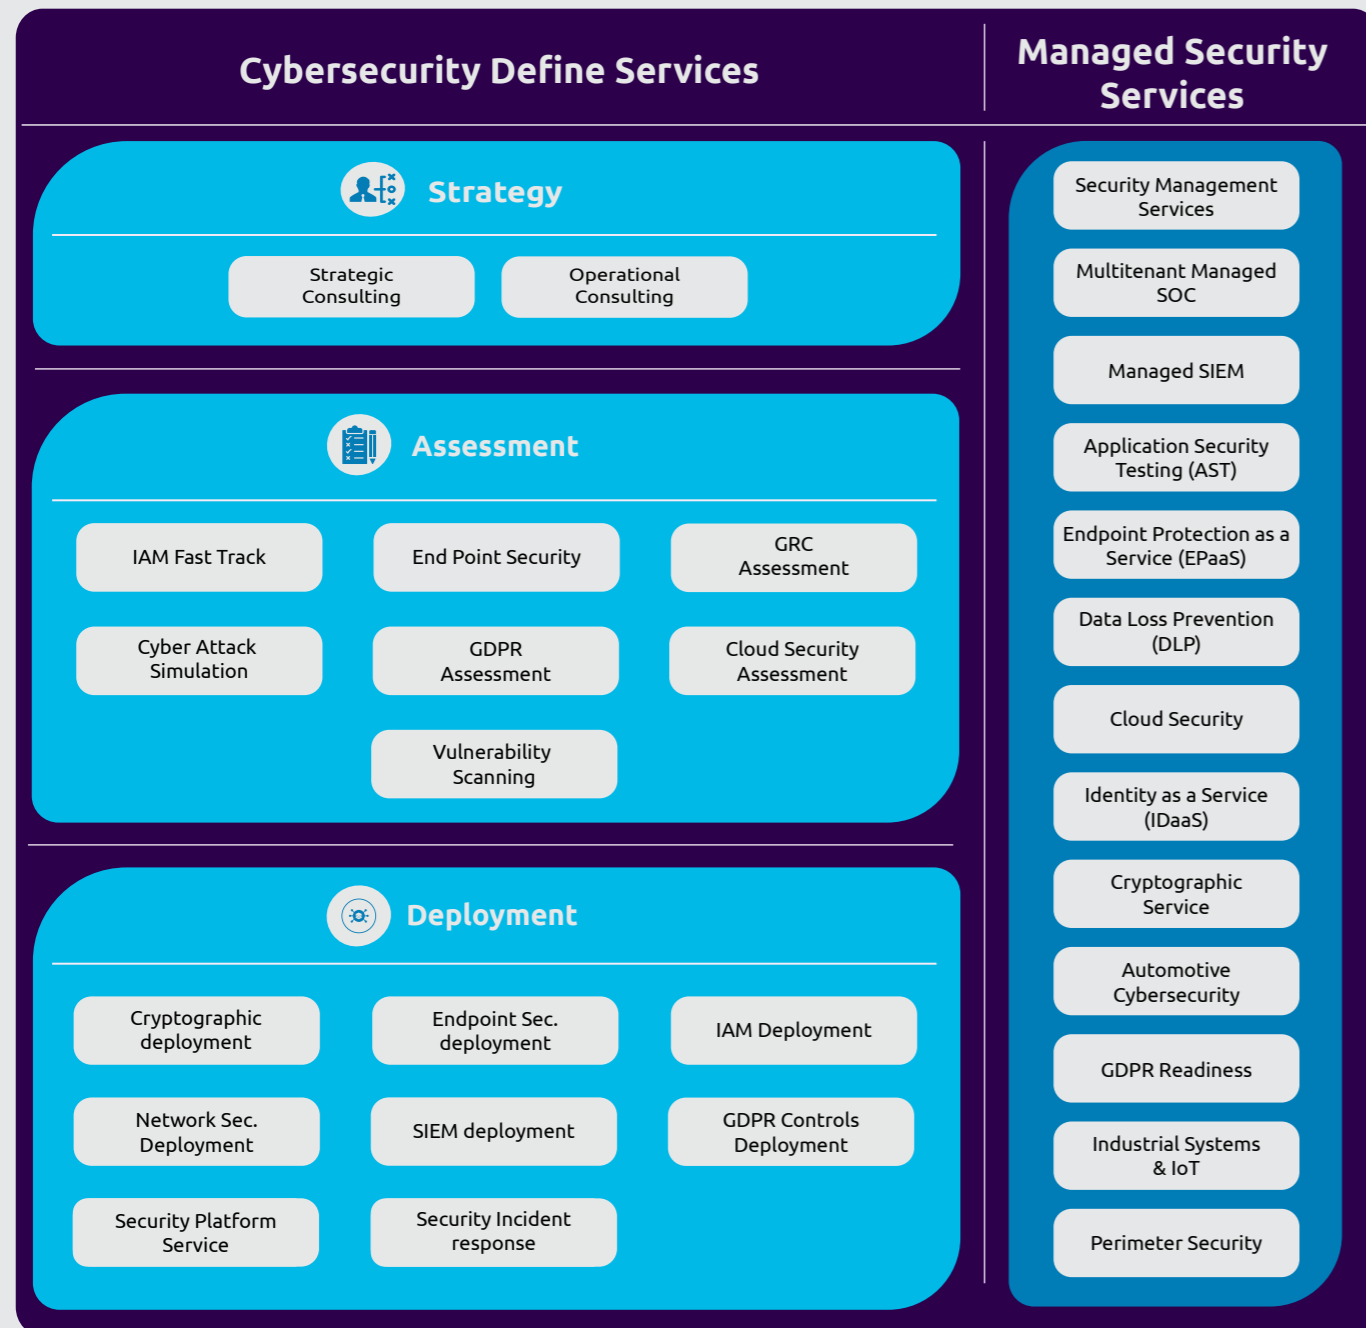 Cybersecurity Define Services
Managed Security
Services
Strategy
Strategic
Consulting
Operational
Consulting
Assessment
IAM Fast Track
End Point Security
GRC
Assessment
Cyber Attack
Simulation
GDPR
Assessment
Cloud Security
Assessment
Vulnerability
Scanning
Deployment
Cryptographic
deployment
Endpoint Sec.
deployment
IAM Deployment
Network Sec.
Deployment
SIEM deployment
GDPR Controls
Deployment
Security Platform
Service
Security Incident
response
Security Management
Services
Multitenant Managed
SOC
Managed SIEM
Application Security
Testing (AST)
Endpoint Protection as a
Service (EPaaS)
Data Loss Prevention
(DLP)
Cloud Security
Identity as a Service
(IDaaS)
Cryptographic
Service
Automotive
Cybersecurity
GDPR Readiness
Industrial Systems
& IoT
Perimeter Security